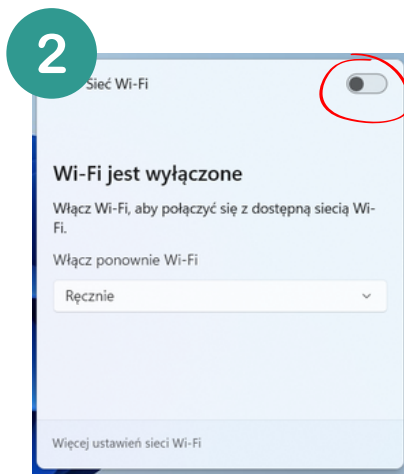 2
Sieć Wi-Fi
Wi-Fi jest wyłączone
Włącz Wi-Fi, aby połączyć się z dostępną siecią Wi-
Fi.
Włącz ponownie Wi-Fi
Ręcznie
Więcej ustawień sieci Wi-Fi